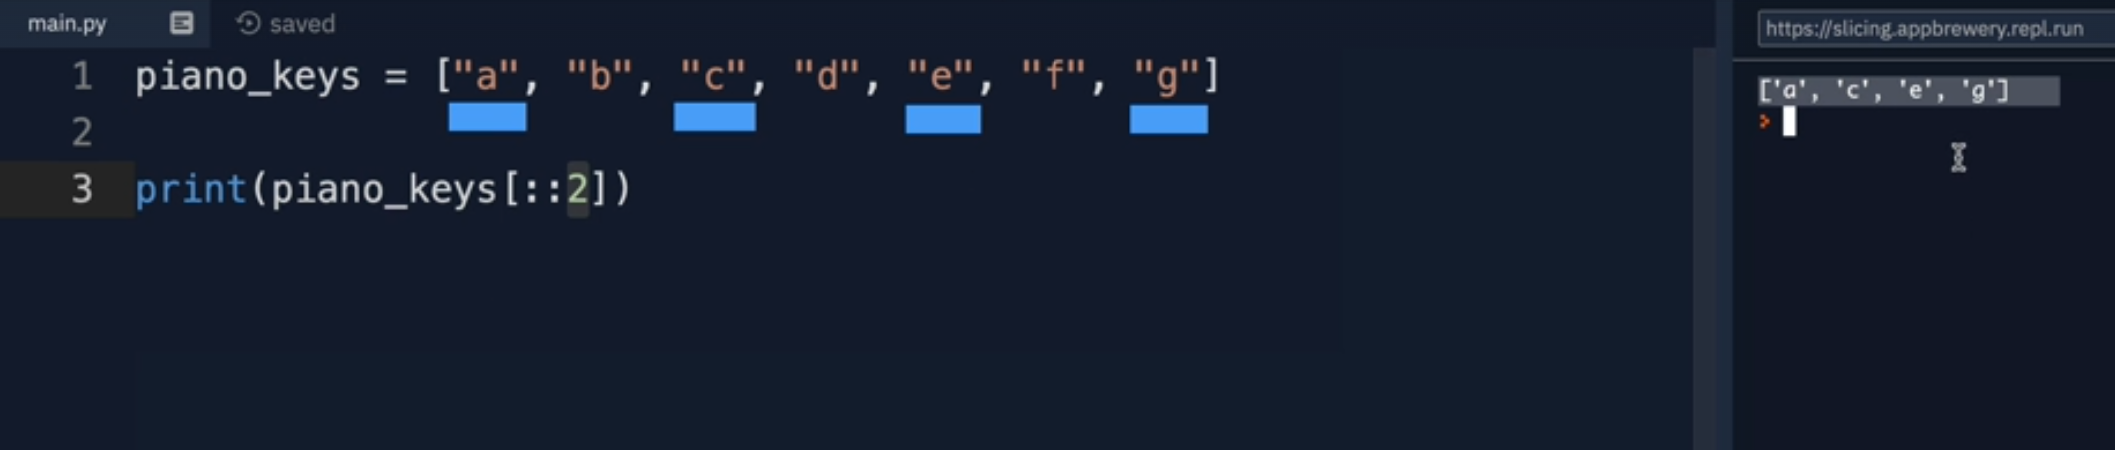 main.py saved
https://slicing.appbrewery.repl.run
1 piano_keys = ["a", "b", "c", "d", "e", "f", "g"]
2
3 print(piano_keys[::2])
['a', 'c', 'e', 'g']
>